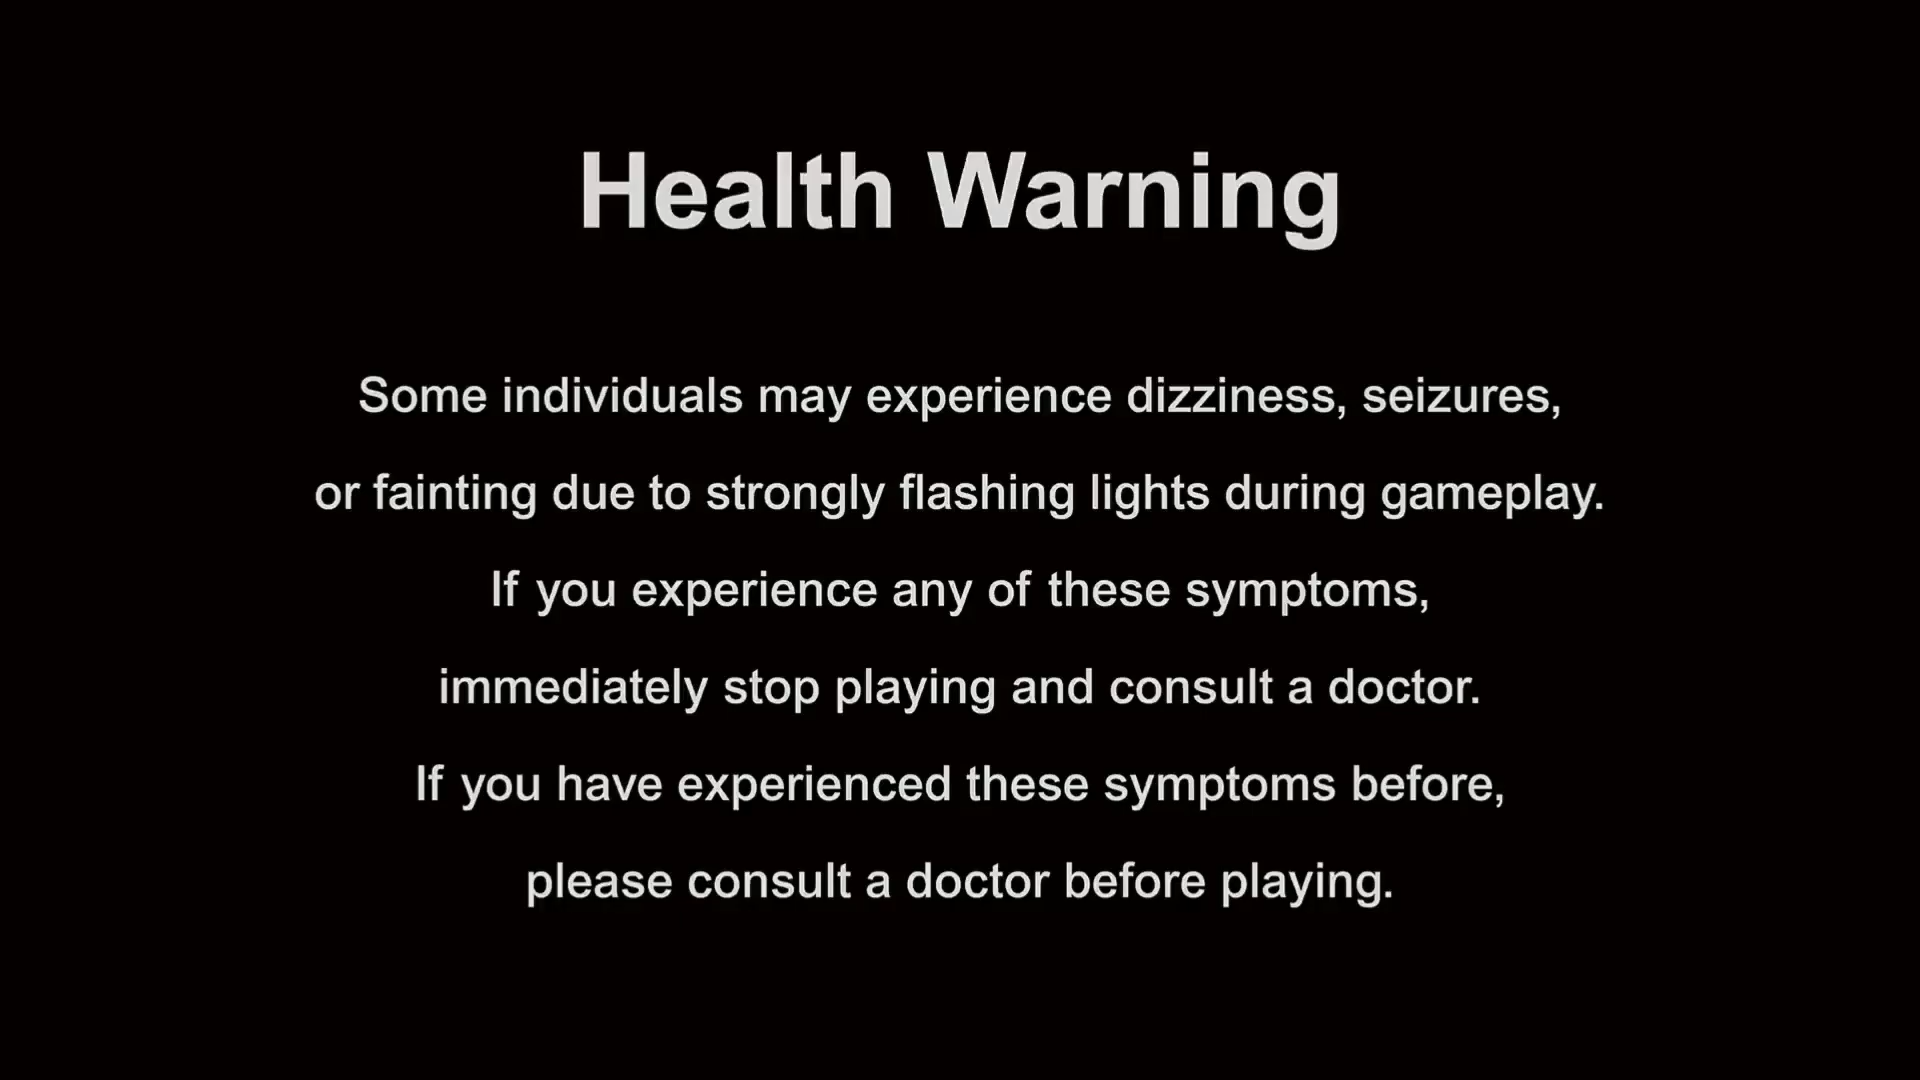 Health Warning
Some individuals may experience dizziness, seizures,
or fainting due to strongly flashing lights during gameplay.
If you experience any of these symptoms,
immediately stop playing and consult a doctor.
If you have experienced these symptoms before,
please consult a doctor before playing.